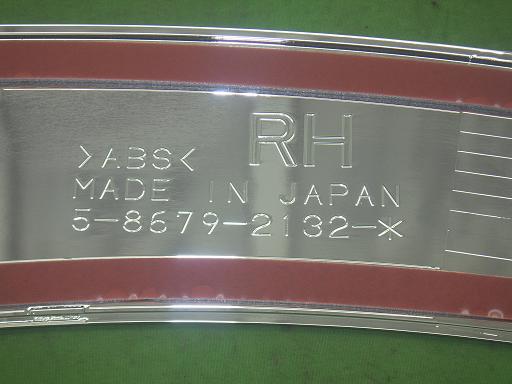 RH
>ABS<
MADE IN JAPAN
5-8679-2132-*